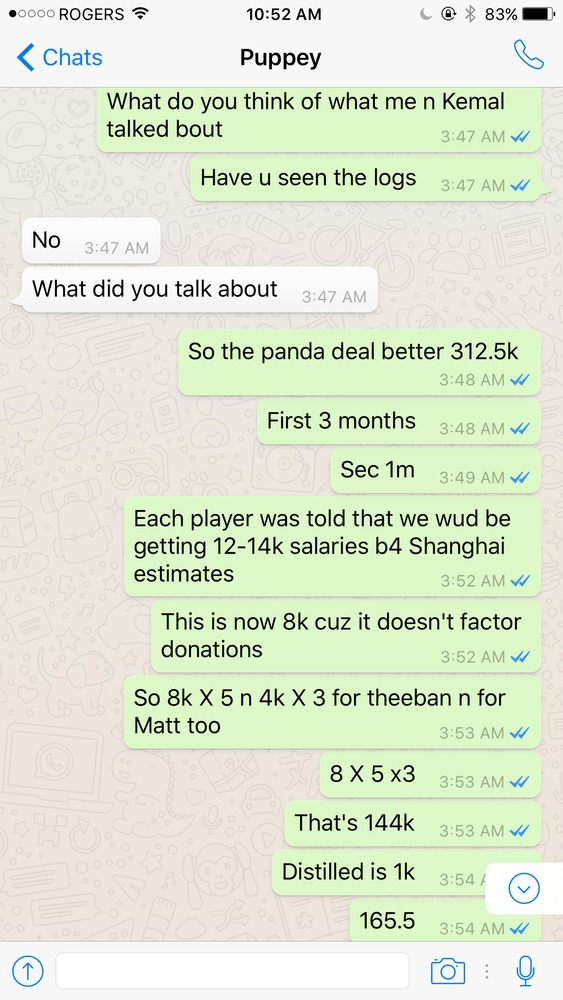 ROGERS 10:52 AM 83%
Chats Puppey
What do you think of what me n Kemal
talked bout
3:47 AM
Have u seen the logs 3:47 AM
No 3:47 AM
What did you talk about 3:47 AM
So the panda deal better 312.5k
3:48 AM
First 3 months 3:48 AM
Sec 1m 3:49 AM
Each player was told that we wud be
getting 12-14k salaries b4 Shanghai
estimates 3:52 AM
This is now 8k cuz it doesn't factor
donations 3:52 AM
So 8k X 5 n 4k X 3 for theeban n for
Matt too 3:53 AM
8 X 5 x3 3:53 AM
That's 144k 3:53 AM
Distilled is 1k 3:54
165.5 3:54 AM